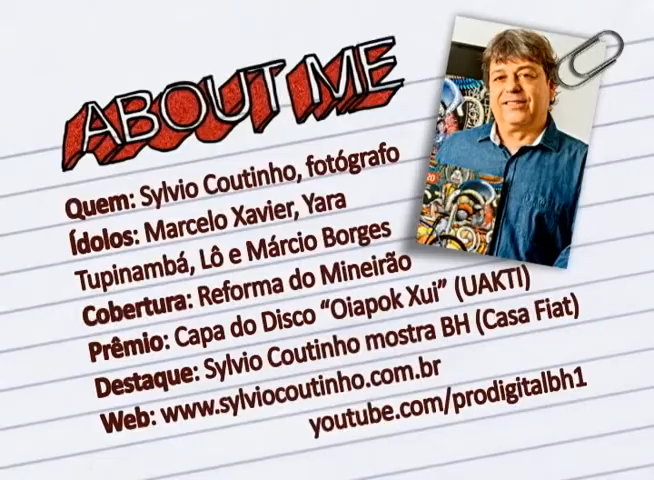 ABOUT ME
Quem: Sylvio Coutinho, fotógrafo
Ídolos: Marcelo Xavier, Yara
Tupinambá, Lô e Márcio Borges
Cobertura: Reforma do Mineirão
Prêmio: Capa do Disco “Oiapok Xui” (UAKTI)
Destaque: Sylvio Coutinho mostra BH (Casa Fiat)
Web: www.sylviocoutinho.com.br
youtube.com/prodigitalbh1